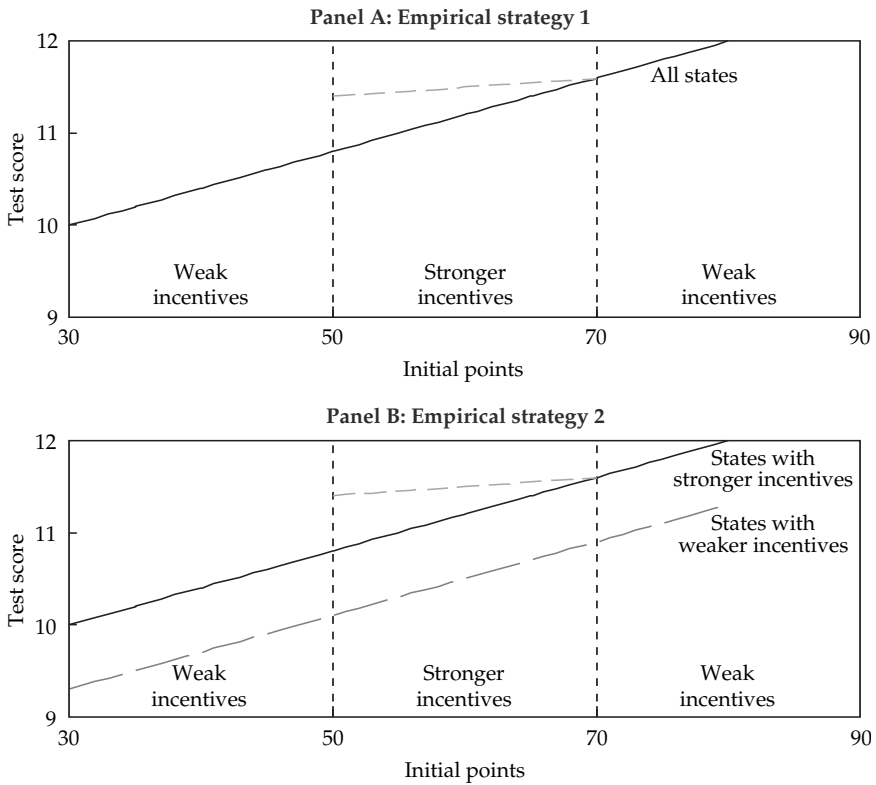 Panel A: Empirical strategy 1
12
11
10
9
Test score
All states
Weak
incentives
Stronger
incentives
Weak
incentives
30
50
70
90
Initial points
Panel B: Empirical strategy 2
12
11
10
9
Test score
States with
stronger incentives
States with
weaker incentives
Weak
incentives
Stronger
incentives
Weak
incentives
30
50
70
90
Initial points